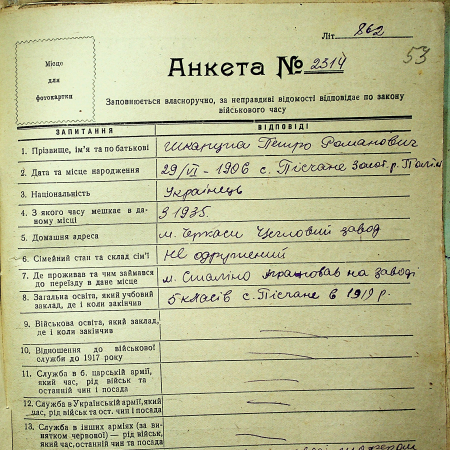 Літ. 862
53
Місце
для
фотокартки
Анкета № 2314
Заповнюється власноручно, за неправдиві відомості відповідає по закону
військового часу
ЗАПИТАННЯ ВІДПОВІДІ
1. Прізвище, ім'я та по батькові Петро Романович
2. Дата та місце народження 29/VI - 1906 с. Пісчане Золот. р. Полт
3. Національність Українець
4. З якого часу мешкає в даному місці З 1935.
5. Домашня адреса м. Черкаси Цегловий завод
6. Сімейний стан та склад сім'ї Не одружений
7. Де проживав та чим займався
до переїзду в дане місце м. Сталіно працював на заводі
8. Загальна освіта, який учбовий
заклад, де і коли закінчив 5 класів с. Пісчане в 1919 р.
9. Військова освіта, який заклад,
де і коли закінчив
10. Відношення до військової
служби до 1917 року
11. Служба в б. царській армії,
який час, рід військ та
останній чин і посада
12. Служба в Українській армії, який
час, рід військ та ост. чин і посада
13. Служба в інших арміях (за ви-
нятком червоної) — рід військ,
який час, останній чин та посада